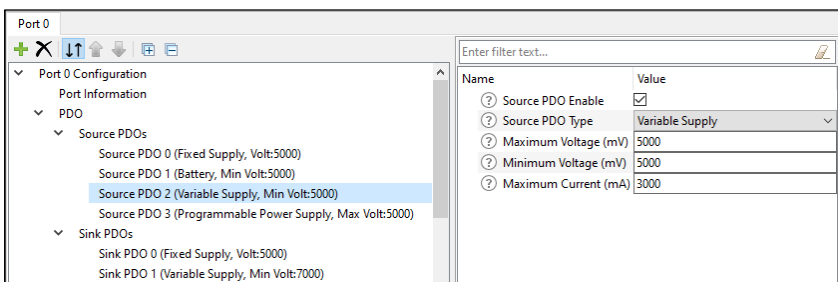 Port 0
Port 0 Configuration
Port Information
PDO
Source PDOs
Source PDO 0 (Fixed Supply, Volt:5000)
Source PDO 1 (Battery, Min Volt:5000)
Source PDO 2 (Variable Supply, Min Volt:5000)
Source PDO 3 (Programmable Power Supply, Max Volt:5000)
Sink PDOs
Sink PDO 0 (Fixed Supply, Volt:5000)
Sink PDO 1 (Variable Supply, Min Volt:7000)
Enter filter text...
Name Value
Source PDO Enable
Source PDO Type Variable Supply
Maximum Voltage (mV) 5000
Minimum Voltage (mV) 5000
Maximum Current (mA) 3000